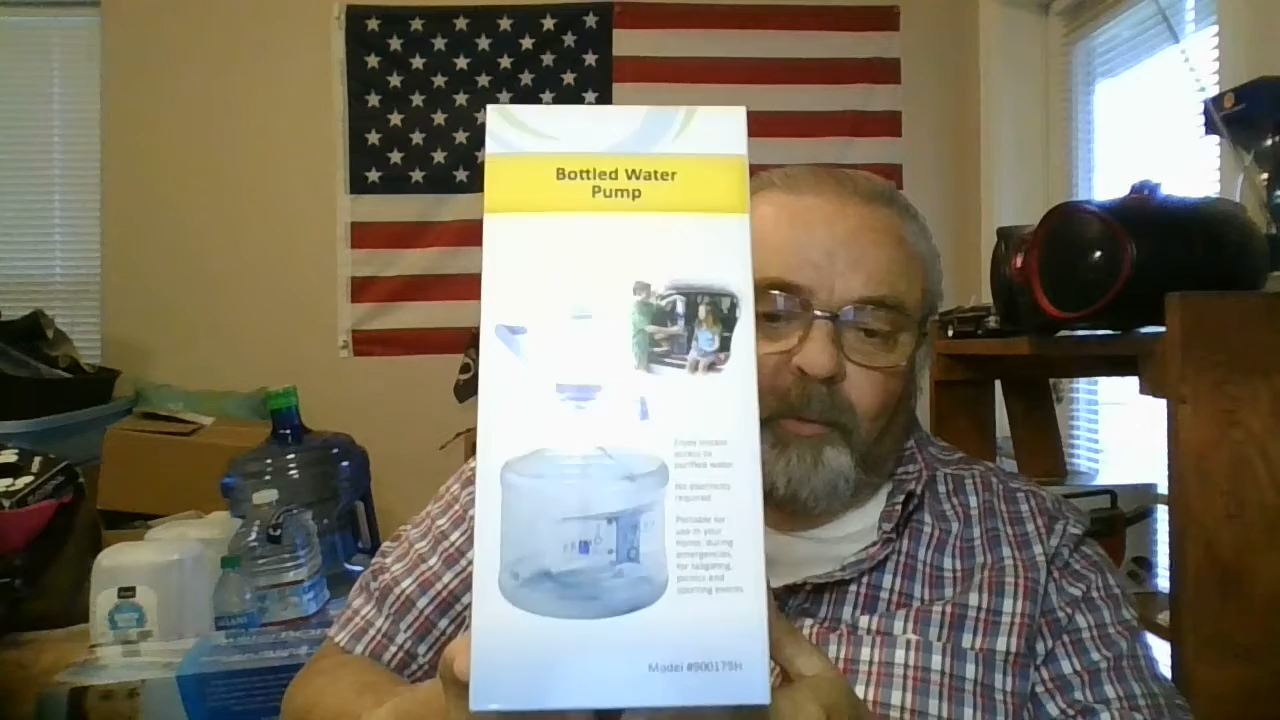 Bottled Water
Pump
Enjoy instant
access to
purified water
No electricity
required
Portable for
use in your
home, during
emergencies,
for tailgating,
picnics and
sporting events
Model #900179H